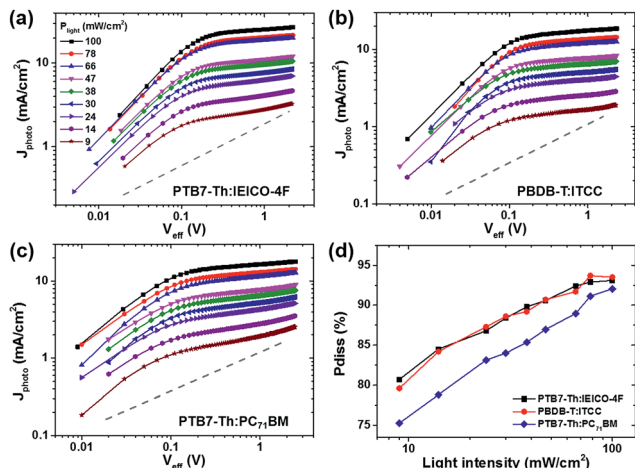 (a)
P_light (mW/cm²)
100
78
66
47
38
30
24
14
9
10
1
J_photo (mA/cm²)
0.01
0.1
1
V_eff (V)
PTB7-Th:IEICO-4F
(b)
10
1
0.1
J_photo (mA/cm²)
0.01
0.1
1
V_eff (V)
PBDB-T:ITCC
(c)
10
1
0.1
J_photo (mA/cm²)
0.01
0.1
1
V_eff (V)
PTB7-Th:PC₇₁BM
(d)
95
90
85
80
75
Pdiss (%)
10
100
Light intensity (mW/cm²)
PTB7-Th:IEICO-4F
PBDB-T:ITCC
PTB7-Th:PC₇₁BM